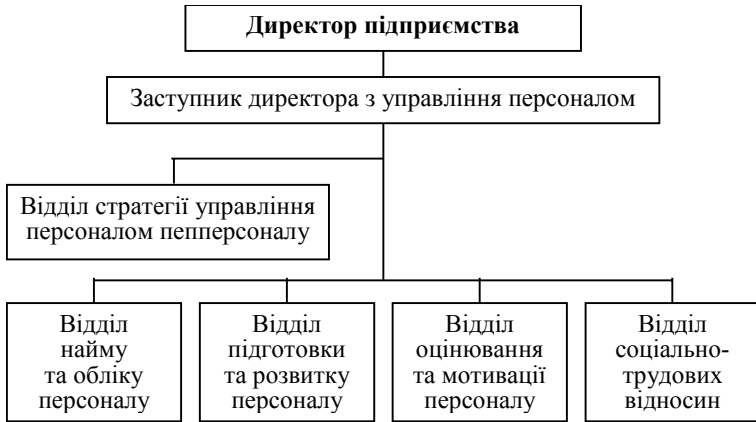 Директор підприємства
Заступник директора з управління персоналом
Відділ стратегії управління
персоналом пепперсоналу
Відділ
найму
та обліку
персоналу
Відділ
підготовки
та розвитку
персоналу
Відділ
оцінювання
та мотивації
персоналу
Відділ
соціально-
трудових
відносин